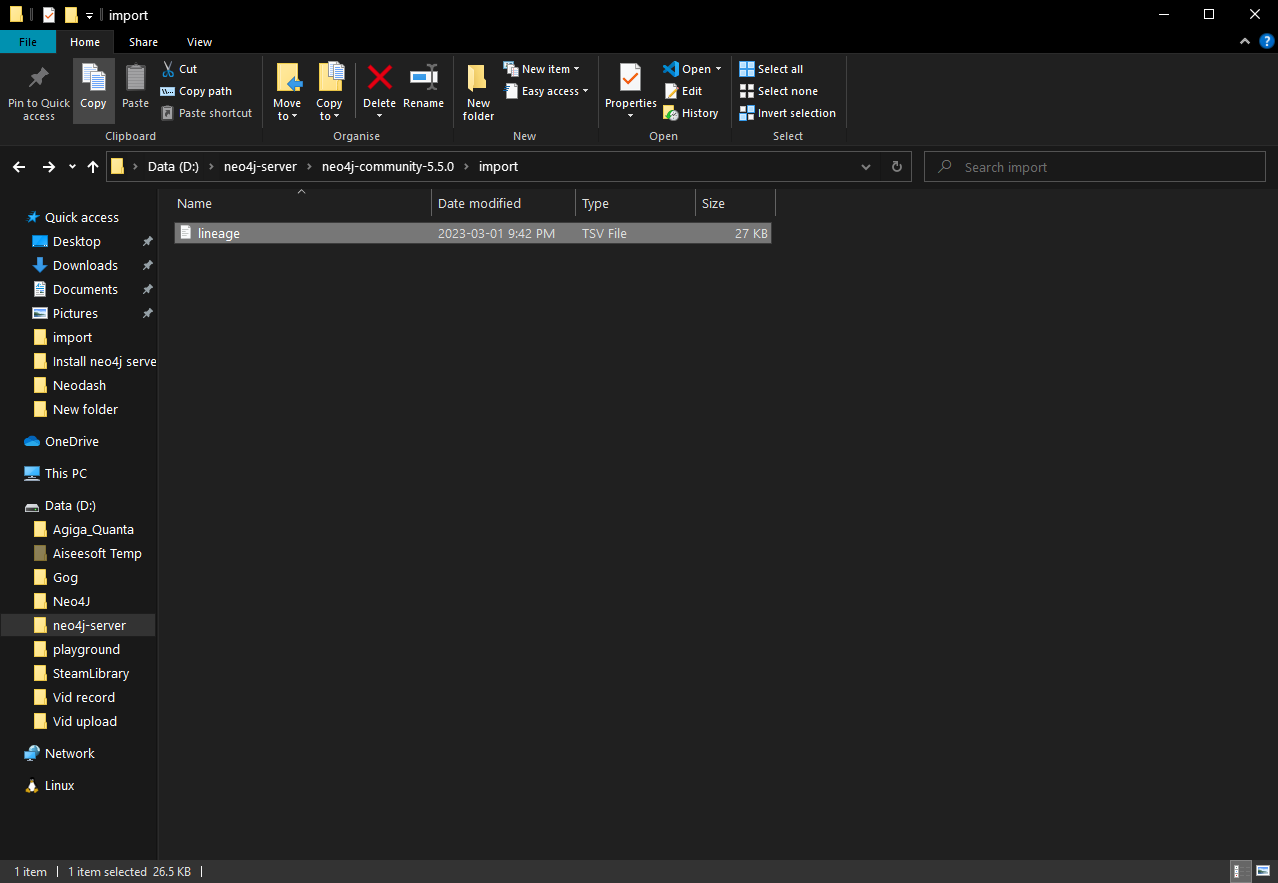 import
File Home Share View
Pin to Quick access
Copy
Paste
Cut
Copy path
Paste shortcut
Clipboard
Move to
Copy to
Delete
Rename
Organise
New folder
New item
Easy access
New
Properties
Open
Edit
History
Open
Select all
Select none
Invert selection
Select
Data (D:) neo4j-server neo4j-community-5.5.0 import
Search import
Name Date modified Type Size
lineage 2023-03-01 9:42 PM TSV File 27 KB
Quick access
Desktop
Downloads
Documents
Pictures
import
Install neo4j serve
Neodash
New folder
OneDrive
This PC
Data (D:)
Agiga_Quanta
Aiseesoft Temp
Gog
Neo4J
neo4j-server
playground
SteamLibrary
Vid record
Vid upload
Network
Linux
1 item 1 item selected 26.5 KB